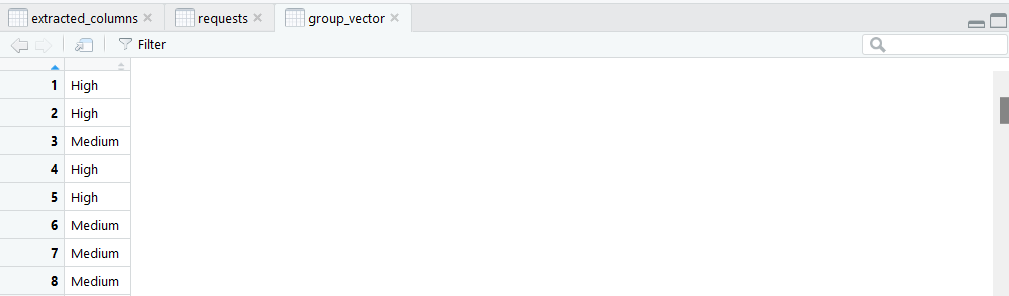 extracted_columns requests group_vector
Filter
1 High
2 High
3 Medium
4 High
5 High
6 Medium
7 Medium
8 Medium